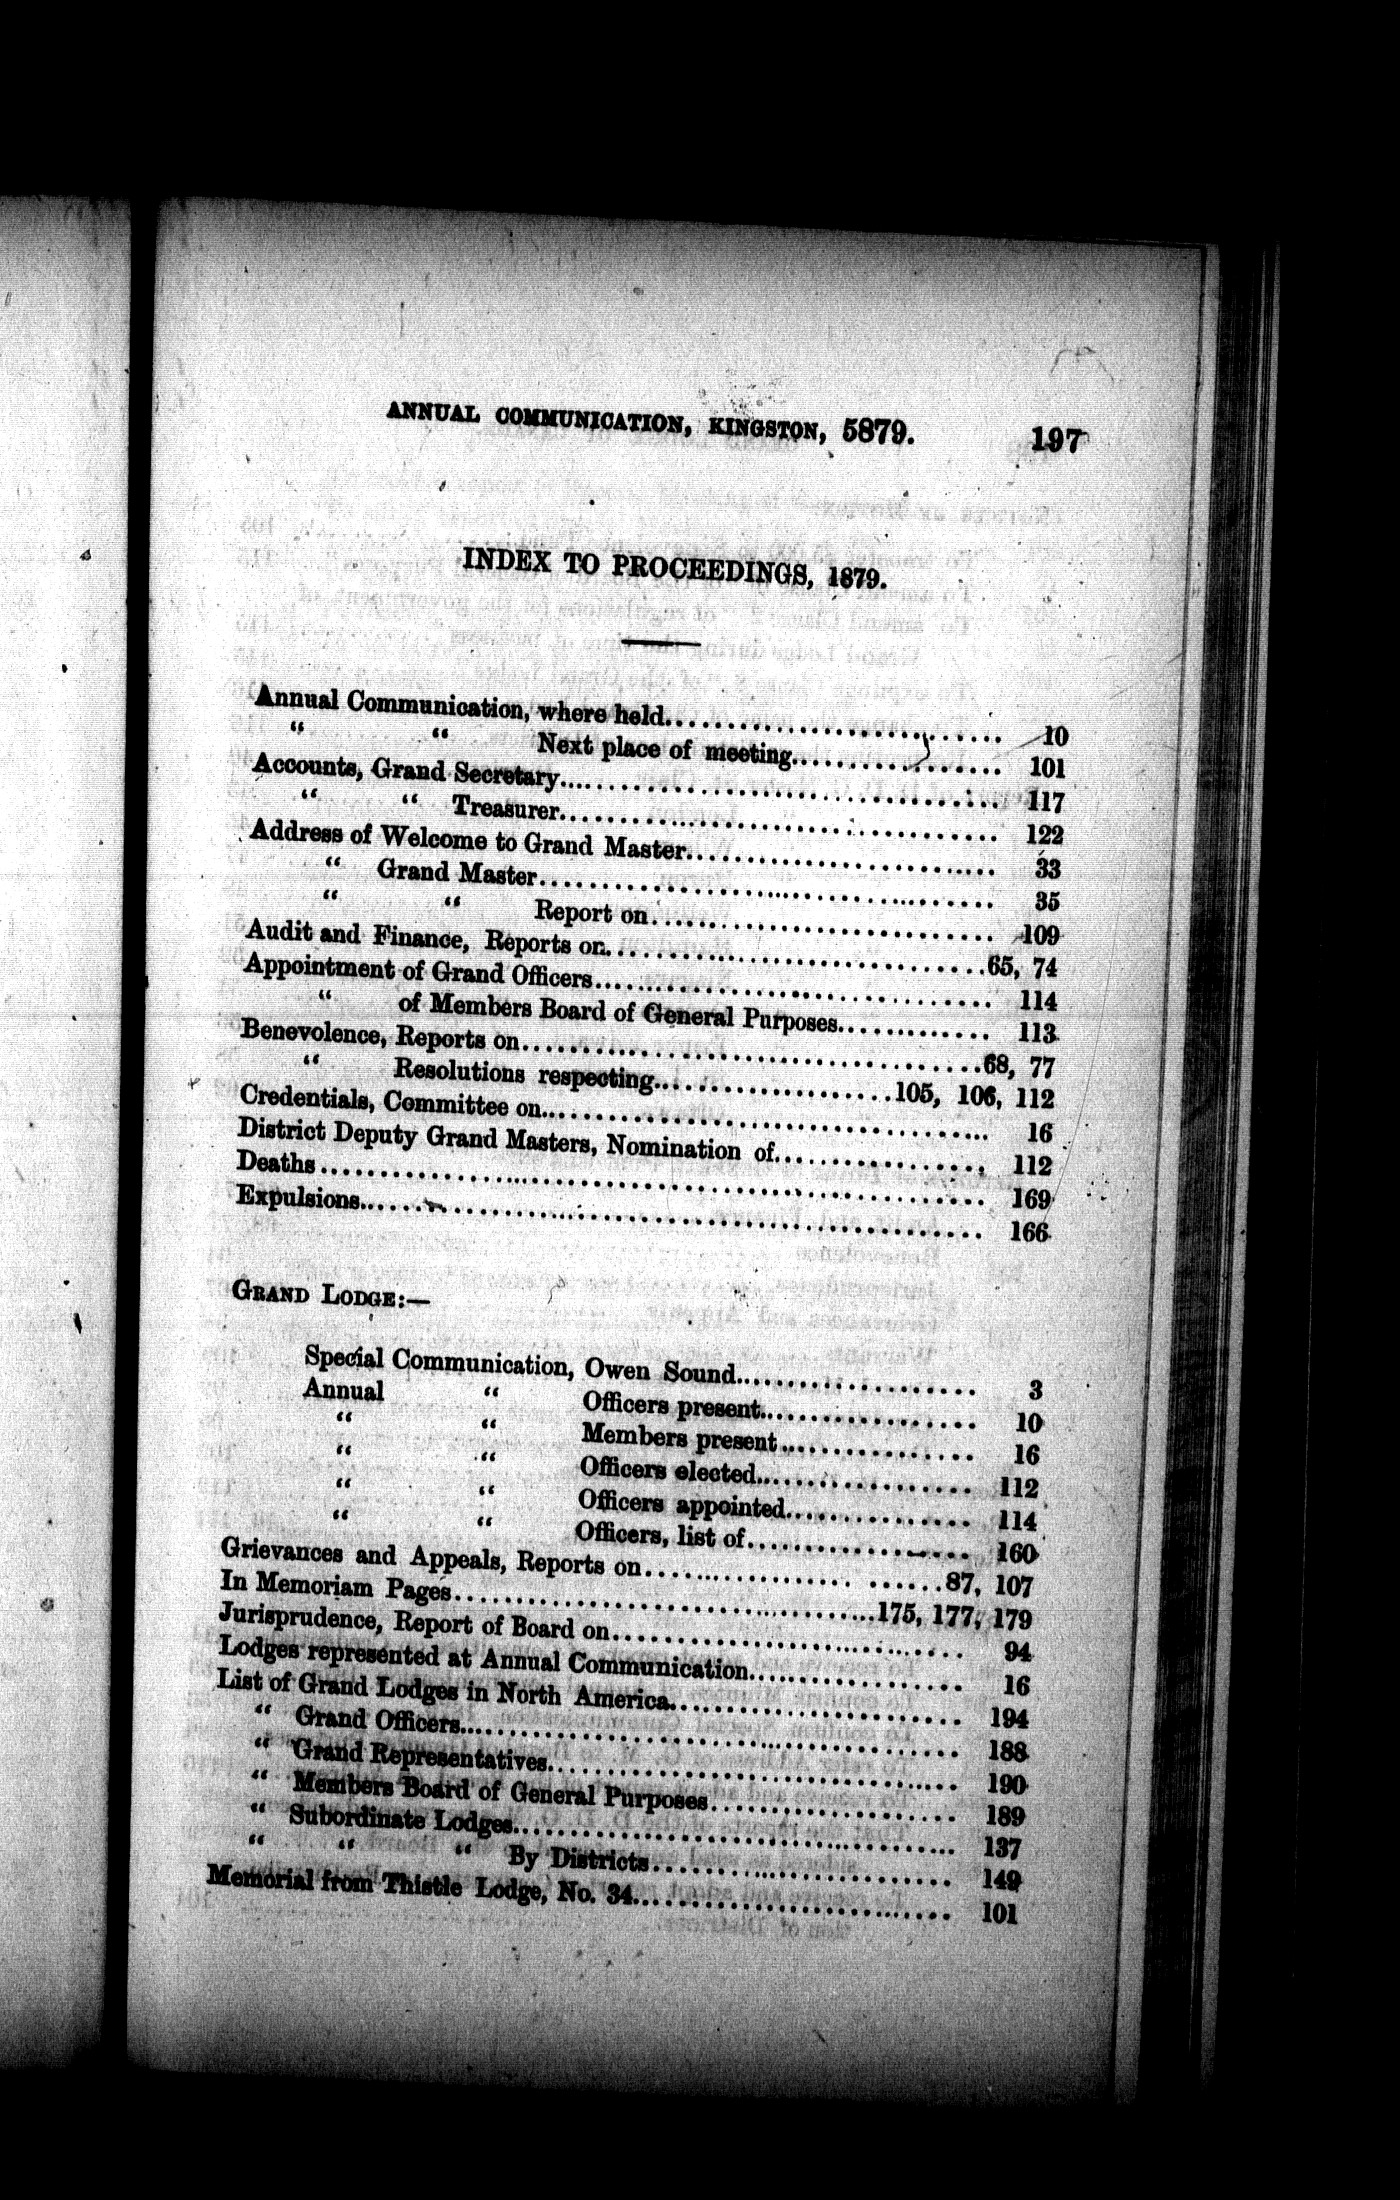 ANNUAL COMMUNICATION, KINGSTON, 5879. 197
INDEX TO PROCEEDINGS, 1879.
Annual Communication, where held.......................... 10
“ “ Next place of meeting.................. 101
Accounts, Grand Secretary.................................. 117
“ “ Treasurer.................................. 122
Address of Welcome to Grand Master........................ 33
“ Grand Master.................................... 35
“ “ Report on............................ 109
Audit and Finance, Reports on..............................65, 74
Appointment of Grand Officers............................... 114
“ of Members Board of General Purposes............. 113
Benevolence, Reports on....................................68, 77
“ Resolutions respecting...................105, 106, 112
Credentials, Committee on................................... 16
District Deputy Grand Masters, Nomination of................. 112
Deaths..................................................... 169
Expulsions.................................................. 166
GRAND LODGE:—
Special Communication, Owen Sound................... 3
Annual “ Officers present................. 10
“ “ Members present............... 16
“ “ Officers elected................. 112
“ “ Officers appointed............... 114
“ “ Officers, list of.................. 160
Grievances and Appeals, Reports on...................... 87, 107
In Memoriam Pages..................................175, 177, 179
Jurisprudence, Report of Board on............................ 94
Lodges represented at Annual Communication................. 16
List of Grand Lodges in North America....................... 194
“ Grand Officers........................................ 188
“ Grand Representatives................................. 190
“ Members Board of General Purposes................... 189
“ Subordinate Lodges.................................... 137
“ “ “ By Districts........................ 149
Memorial from Thistle Lodge, No. 34......................... 101